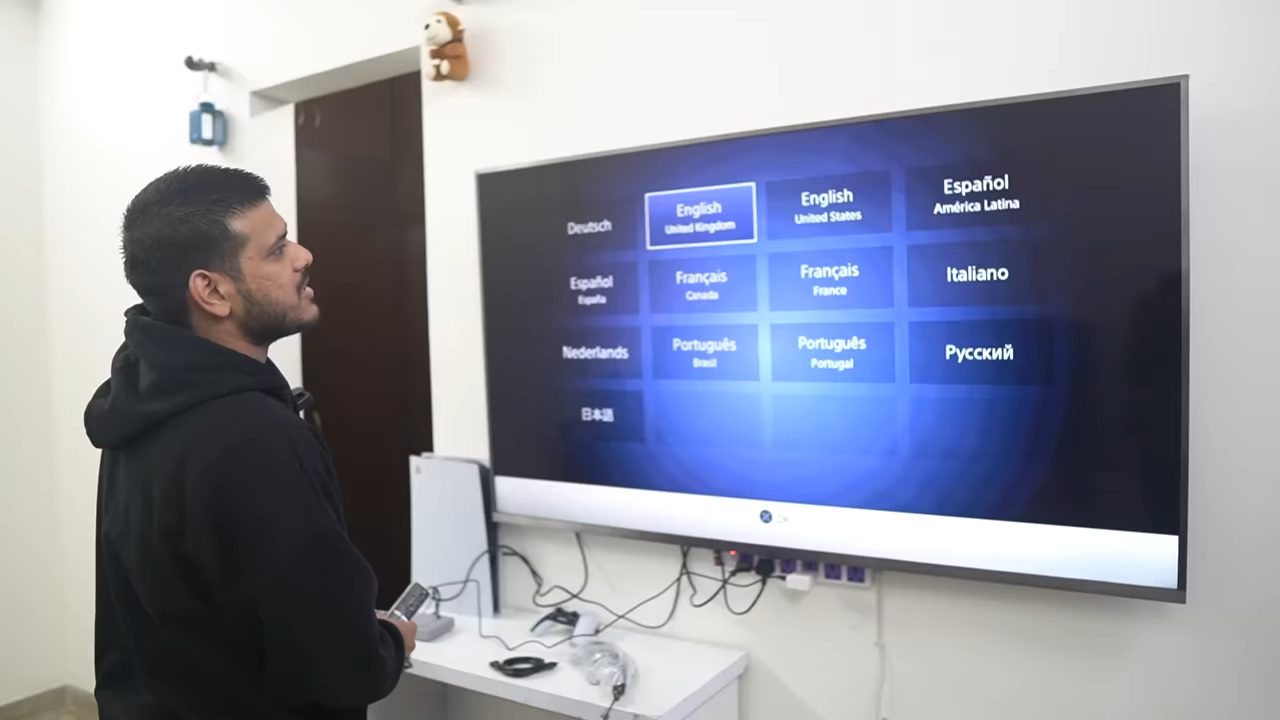 Deutsch
English
United Kingdom
English
United States
Español
América Latina
Español
España
Français
Canada
Français
France
Italiano
Nederlands
Português
Brasil
Português
Portugal
Русский
日本語